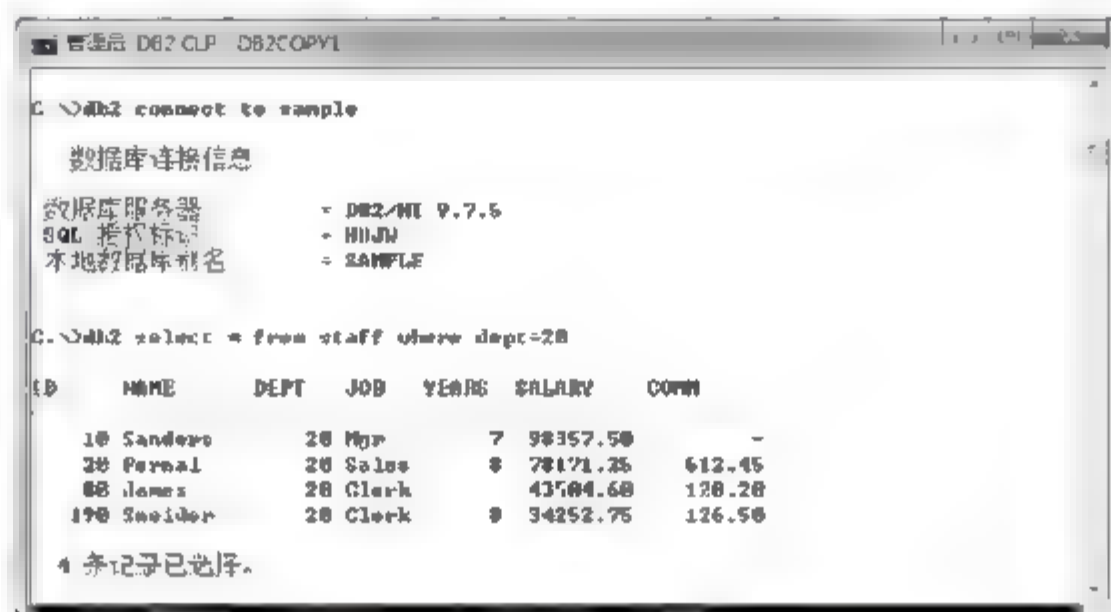 管理员 DB2 CLP DB2COPY1
C:\>db2 connect to sample
数据库连接信息
数据库服务器 = DB2/NT 9.7.5
SQL 授权标识 =
本地数据库别名 = SAMPLE
C:\>db2 select * from staff where dept=20
ID NAME DEPT JOB YEARS SALARY COMM
10 Sanders 20 Mgr 7 98357.50 -
20 Pernal 20 Sales 8 78171.25 612.45
80 James 20 Clerk 43504.60 128.20
190 Sneider 20 Clerk 8 34252.75 126.50
4 条记录已选择。